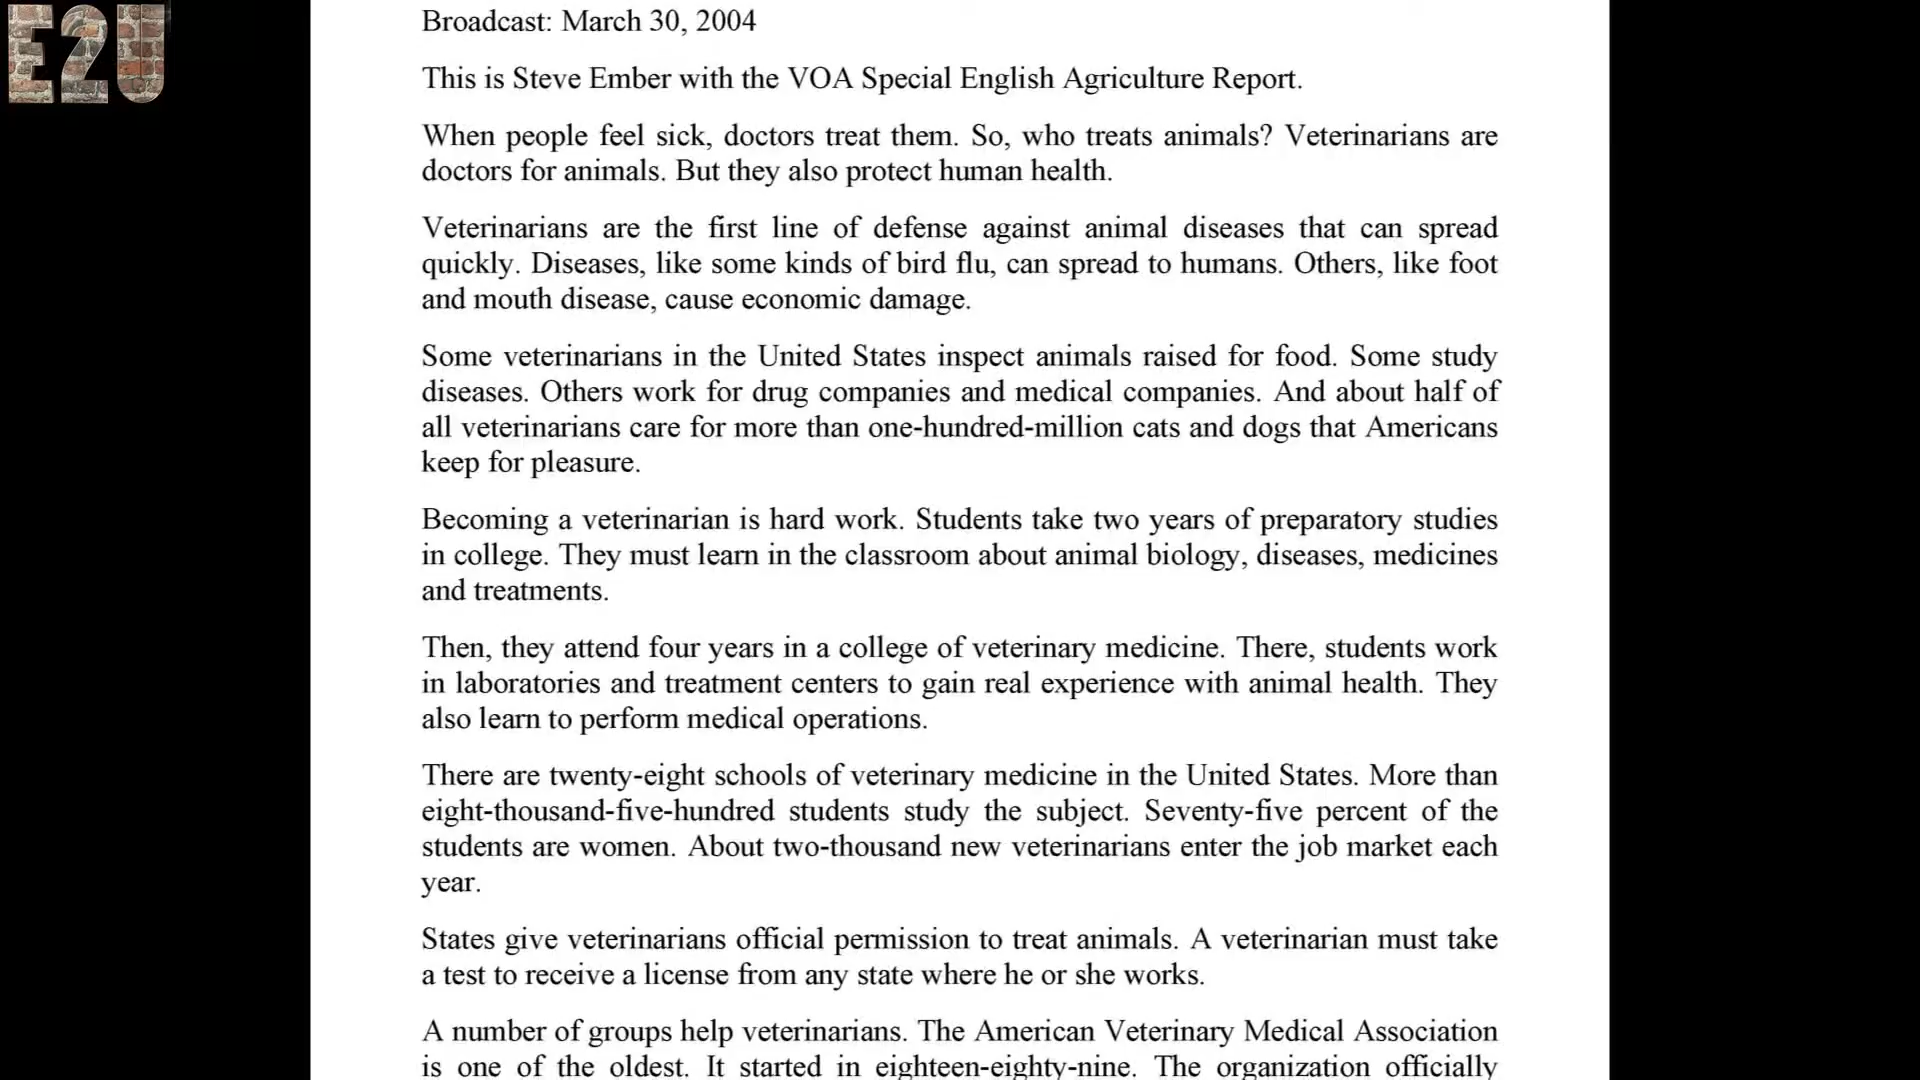 E2U
Broadcast: March 30, 2004
This is Steve Ember with the VOA Special English Agriculture Report.
When people feel sick, doctors treat them. So, who treats animals? Veterinarians are
doctors for animals. But they also protect human health.
Veterinarians are the first line of defense against animal diseases that can spread
quickly. Diseases, like some kinds of bird flu, can spread to humans. Others, like foot
and mouth disease, cause economic damage.
Some veterinarians in the United States inspect animals raised for food. Some study
diseases. Others work for drug companies and medical companies. And about half of
all veterinarians care for more than one-hundred-million cats and dogs that Americans
keep for pleasure.
Becoming a veterinarian is hard work. Students take two years of preparatory studies
in college. They must learn in the classroom about animal biology, diseases, medicines
and treatments.
Then, they attend four years in a college of veterinary medicine. There, students work
in laboratories and treatment centers to gain real experience with animal health. They
also learn to perform medical operations.
There are twenty-eight schools of veterinary medicine in the United States. More than
eight-thousand-five-hundred students study the subject. Seventy-five percent of the
students are women. About two-thousand new veterinarians enter the job market each
year.
States give veterinarians official permission to treat animals. A veterinarian must take
a test to receive a license from any state where he or she works.
A number of groups help veterinarians. The American Veterinary Medical Association
is one of the oldest. It started in eighteen-eighty-nine. The organization officially